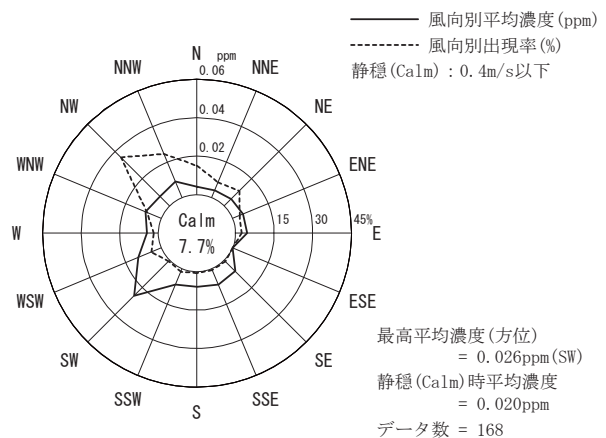 風向別平均濃度(ppm)
風向別出現率(%)
静穏(Calm)：0.4m/s以下
N ppm
0.06
0.04
0.02
NNW
NNE
NW
NE
WNW
ENE
W
Calm
7.7%
15 30 45%
E
WSW
ESE
SW
SE
SSW
SSE
S
最高平均濃度(方位)
= 0.026ppm(SW)
静穏(Calm)時平均濃度
= 0.020ppm
データ数 = 168